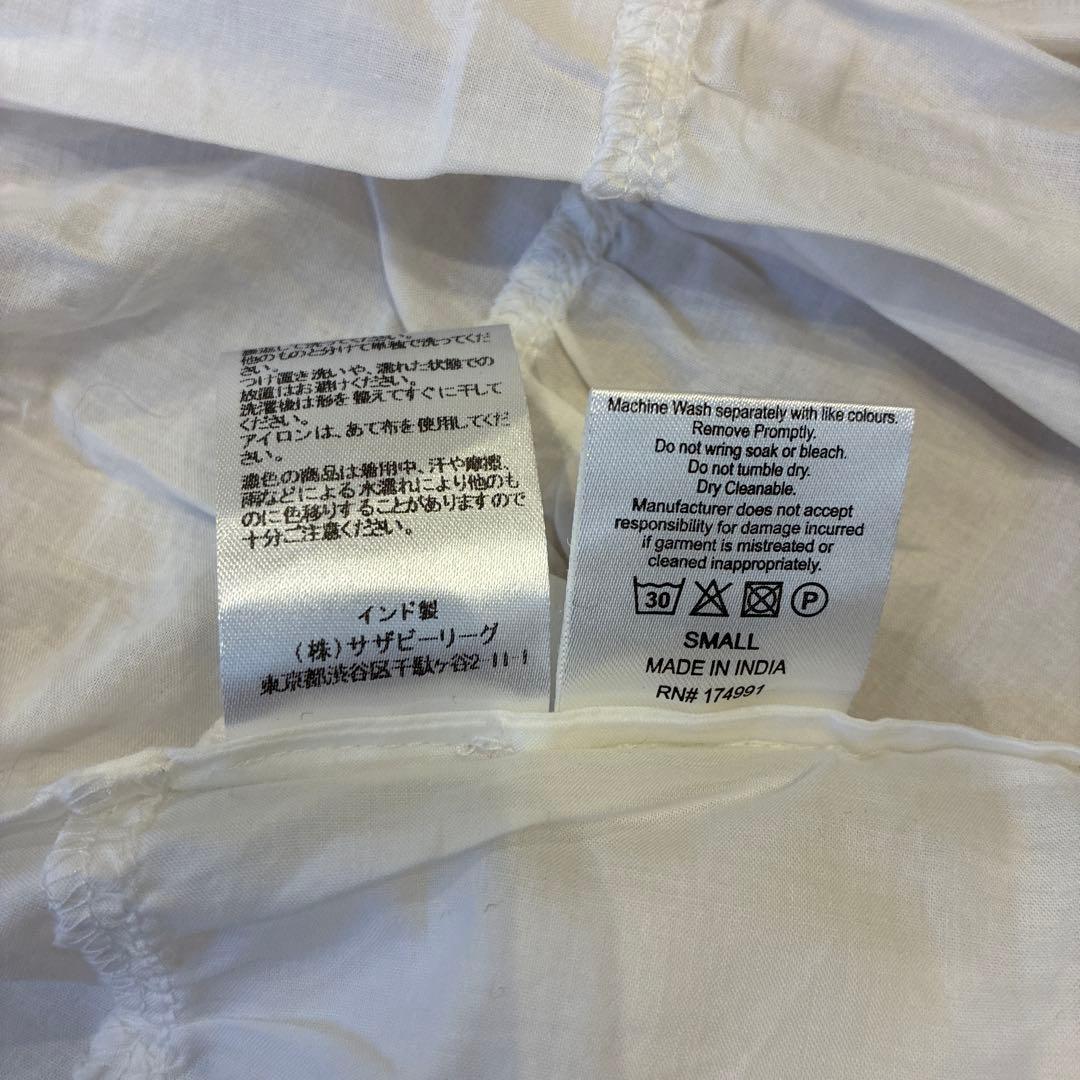 他のものと分けて単独で洗ってくだ
さい。
つけ置き洗いや、濡れた状態での
放置はお避けください。
洗濯後は形を整えてすぐに干して
ください。
アイロンは、あて布を使用してくだ
さい。
濃色の商品は着用中、汗や摩擦、
雨などによる水濡れにより他のも
のに色移りすることがありますので
十分ご注意ください。
インド製
(株)サザビーリーグ
東京都渋谷区千駄ヶ谷2-11-1
Machine Wash separately with like colours.
Remove Promptly.
Do not wring soak or bleach.
Do not tumble dry.
Dry Cleanable.
Manufacturer does not accept
responsibility for damage incurred
if garment is mistreated or
cleaned inappropriately.
30 P
SMALL
MADE IN INDIA
RN# 174991